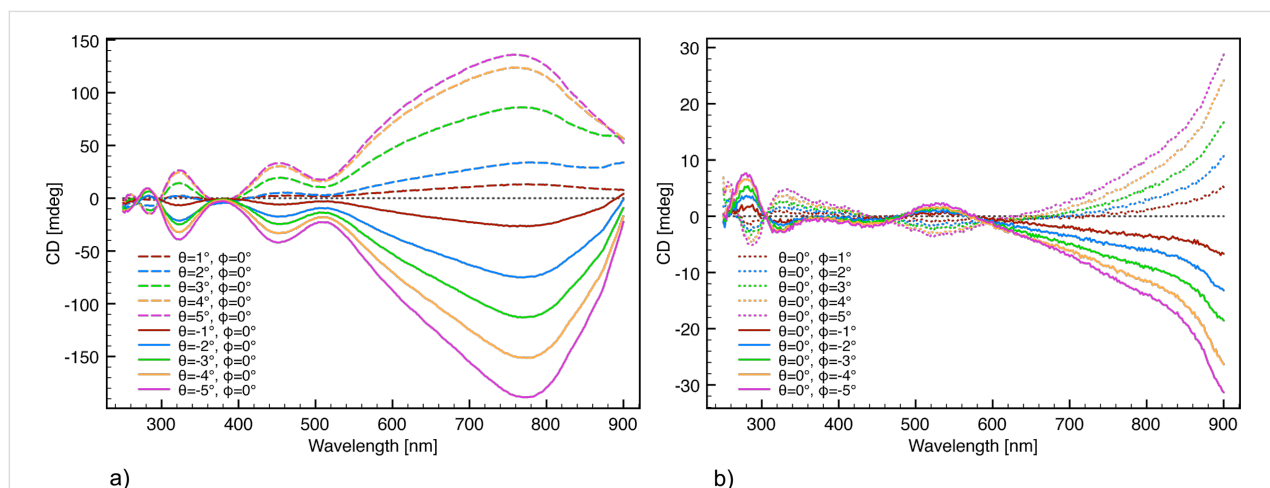 150
100
50
0
-50
-100
-150
CD [mdeg]
θ=1°, ϕ=0°
θ=2°, ϕ=0°
θ=3°, ϕ=0°
θ=4°, ϕ=0°
θ=5°, ϕ=0°
θ=-1°, ϕ=0°
θ=-2°, ϕ=0°
θ=-3°, ϕ=0°
θ=-4°, ϕ=0°
θ=-5°, ϕ=0°
300 400 500 600 700 800 900
Wavelength [nm]
a)
30
20
10
0
-10
-20
-30
CD [mdeg]
θ=0°, ϕ=1°
θ=0°, ϕ=2°
θ=0°, ϕ=3°
θ=0°, ϕ=4°
θ=0°, ϕ=5°
θ=0°, ϕ=-1°
θ=0°, ϕ=-2°
θ=0°, ϕ=-3°
θ=0°, ϕ=-4°
θ=0°, ϕ=-5°
300 400 500 600 700 800 900
Wavelength [nm]
b)